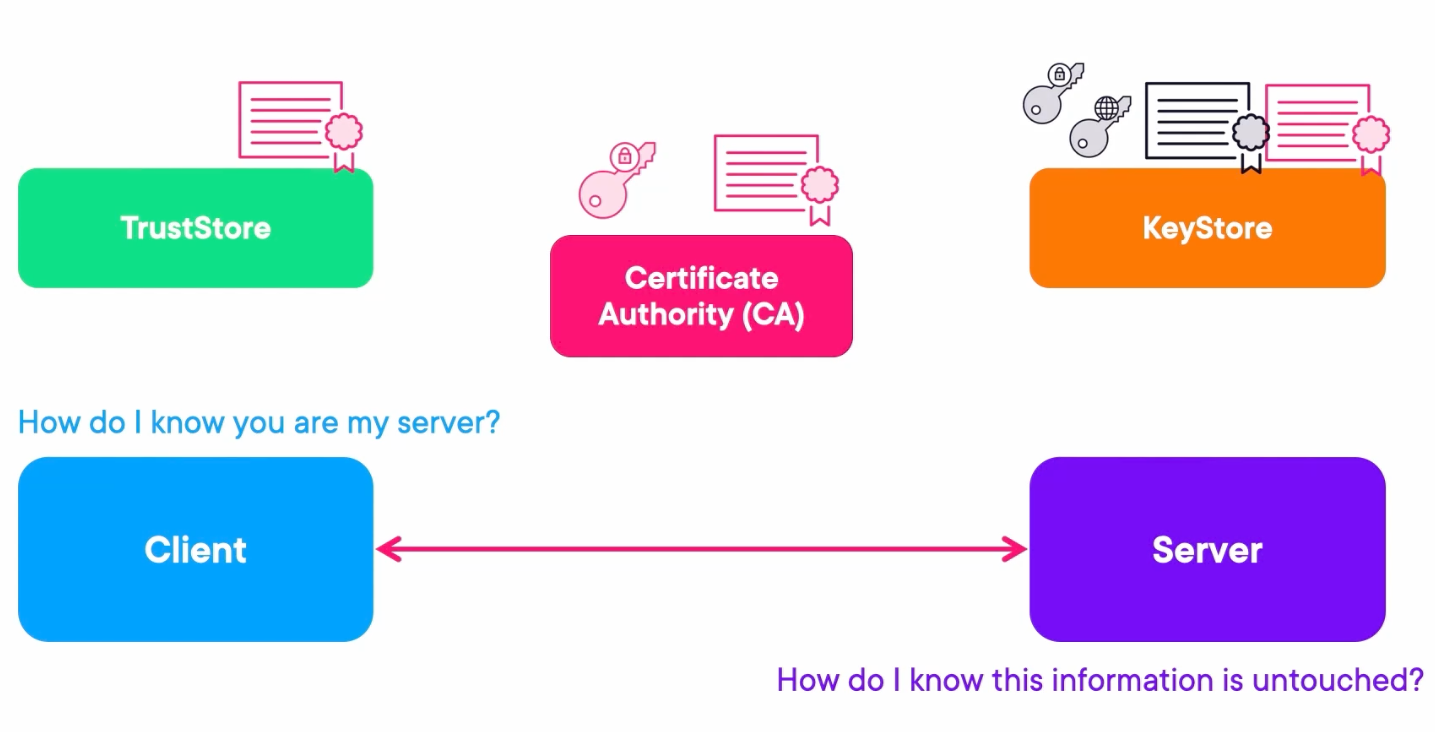 TrustStore
Certificate
Authority (CA)
KeyStore
How do I know you are my server?
Client
Server
How do I know this information is untouched?